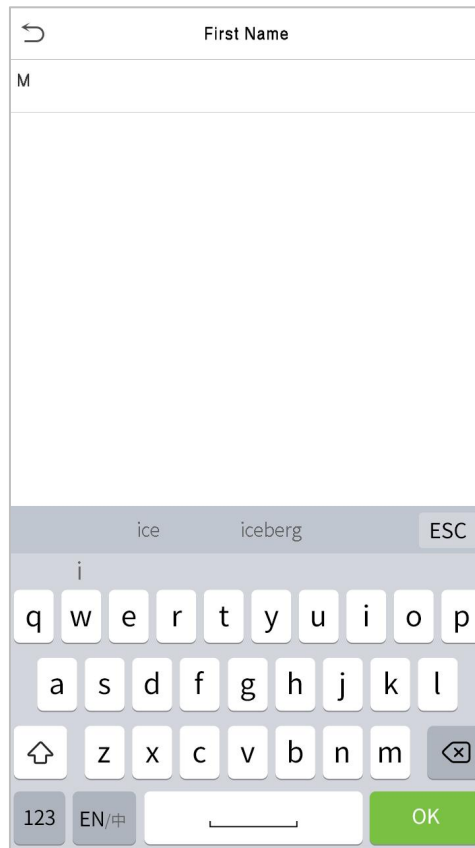 First Name
M
ice iceberg ESC
i
q w e r t y u i o p
a s d f g h j k l
z x c v b n m
123 EN/中 OK